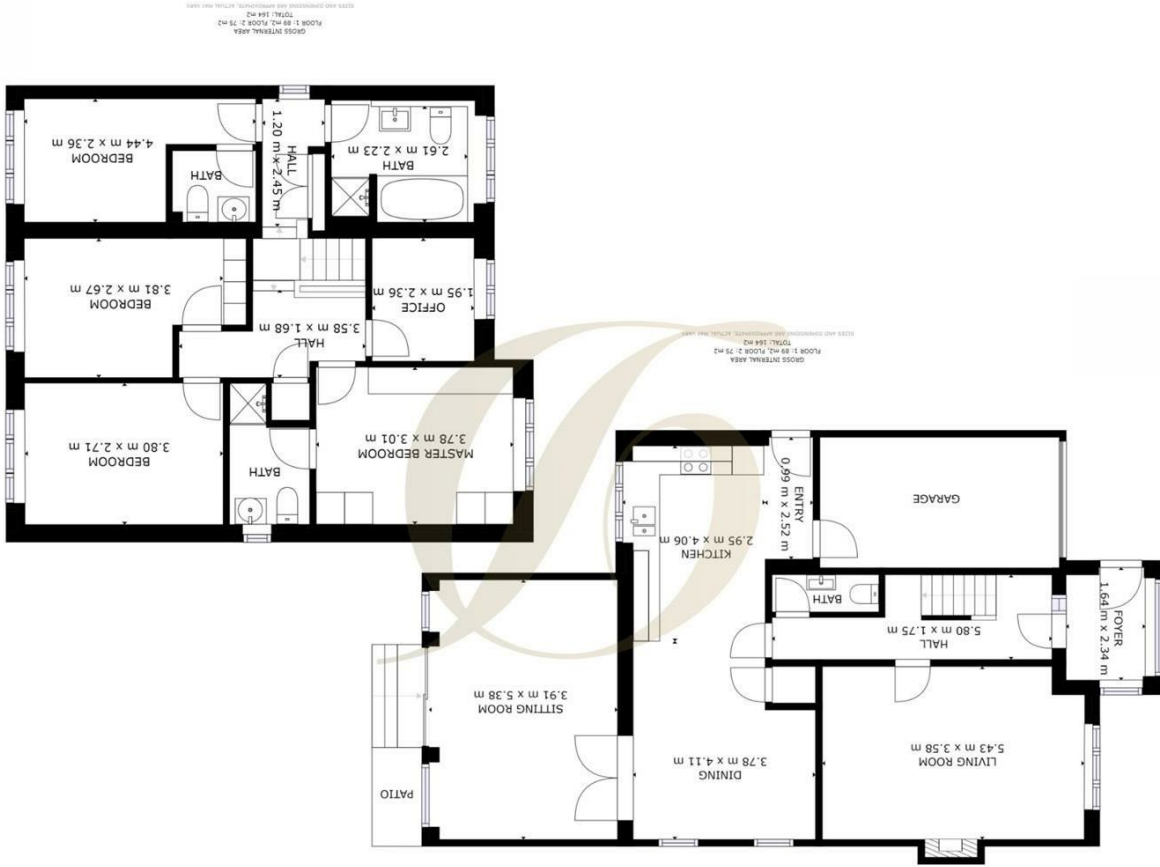 GROSS INTERNAL AREA
FLOOR 1: 89 m2, FLOOR 2: 75 m2
TOTAL: 164 m2
SIZES AND DIMENSIONS ARE APPROXIMATE, ACTUAL MAY VARY
BEDROOM
4.44 m x 2.36 m
BATH
HALL
1.20 m x 2.45 m
BATH
2.61 m x 2.23 m
BEDROOM
3.81 m x 2.67 m
HALL
3.58 m x 1.68 m
OFFICE
1.95 m x 2.36 m
BEDROOM
3.80 m x 2.71 m
BATH
MASTER BEDROOM
3.78 m x 3.01 m
GROSS INTERNAL AREA
FLOOR 1: 89 m2, FLOOR 2: 75 m2
TOTAL: 164 m2
SIZES AND DIMENSIONS ARE APPROXIMATE, ACTUAL MAY VARY
KITCHEN
2.95 m x 4.06 m
ENTRY
0.99 m x 2.52 m
GARAGE
BATH
HALL
5.80 m x 1.75 m
FOYER
1.64 m x 2.34 m
SITTING ROOM
3.91 m x 5.38 m
PATIO
DINING
3.78 m x 4.11 m
LIVING ROOM
5.43 m x 3.58 m